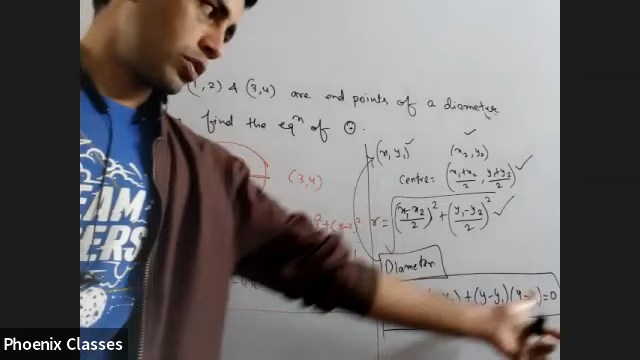 1, 2) & (3,4) are end points of a diameter
find the eqⁿ of ⊙.
(x₁, y₁) (x₂, y₂)
(3,4)
centre = (x₁+x₂/2, y₁+y₂/2)
r = √(x₁-x₂/2)² + (y₁-y₂/2)²
Diameter
) + (y-y₁)(y- )=0
TEAM
Phoenix Classes